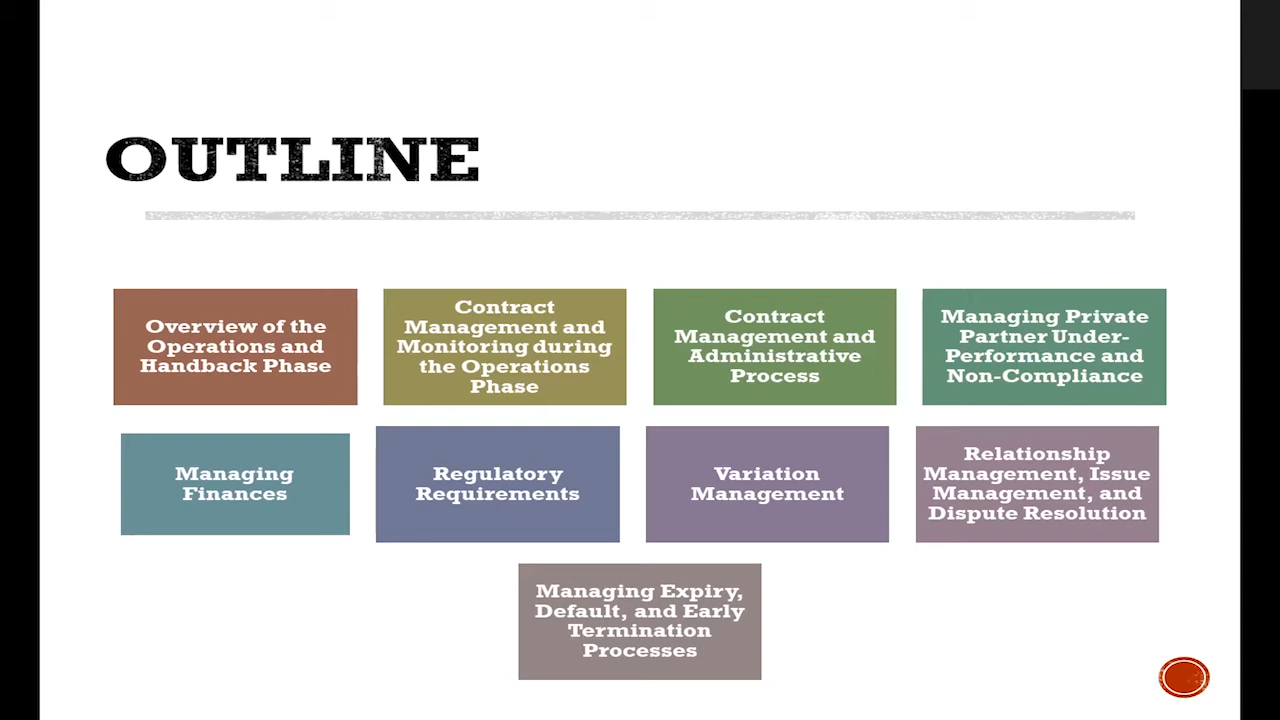 OUTLINE
Overview of the
Operations and
Handback Phase
Contract
Management and
Monitoring during
the Operations
Phase
Contract
Management and
Administrative
Process
Managing Private
Partner Under-
Performance and
Non-Compliance
Managing
Finances
Regulatory
Requirements
Variation
Management
Relationship
Management, Issue
Management, and
Dispute Resolution
Managing Expiry,
Default, and Early
Termination
Processes